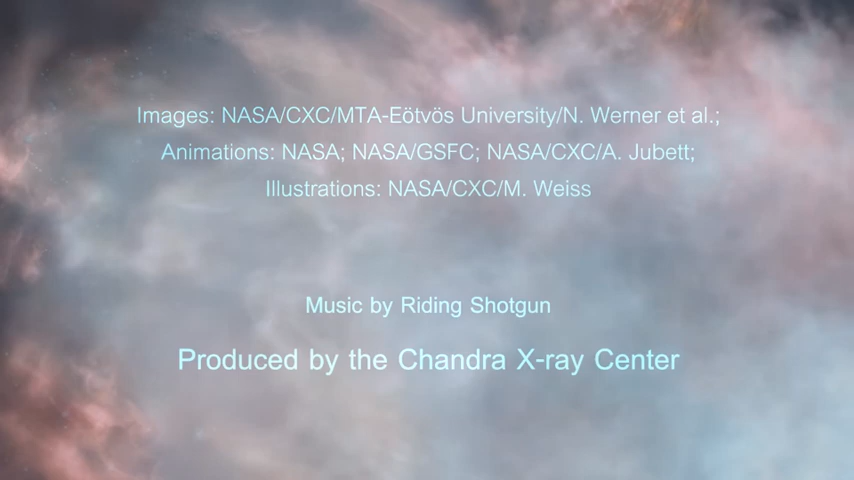 Images: NASA/CXC/MTA-Eötvös University/N. Werner et al.;
Animations: NASA; NASA/GSFC; NASA/CXC/A. Jubett;
Illustrations: NASA/CXC/M. Weiss
Music by Riding Shotgun
Produced by the Chandra X-ray Center